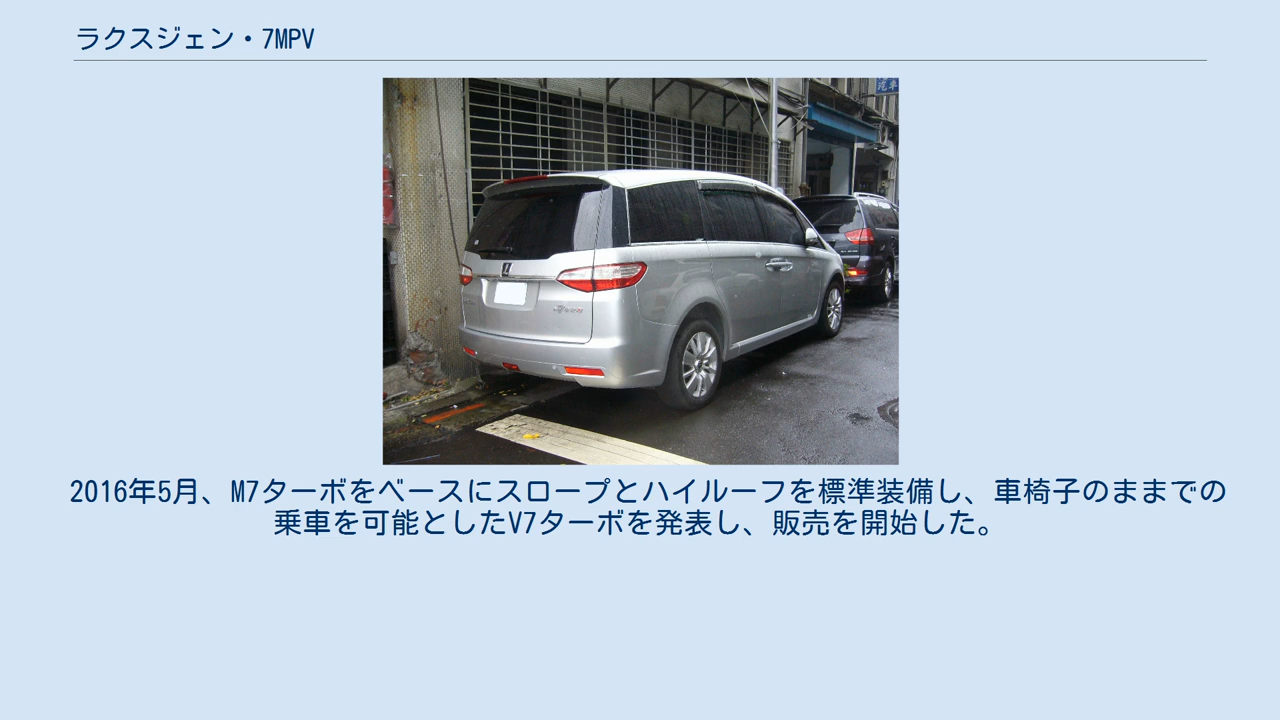 ラクスジェン・7MPV
汽車
2016年5月、M7ターボをベースにスロープとハイルーフを標準装備し、車椅子のままでの
乗車を可能としたV7ターボを発表し、販売を開始した。